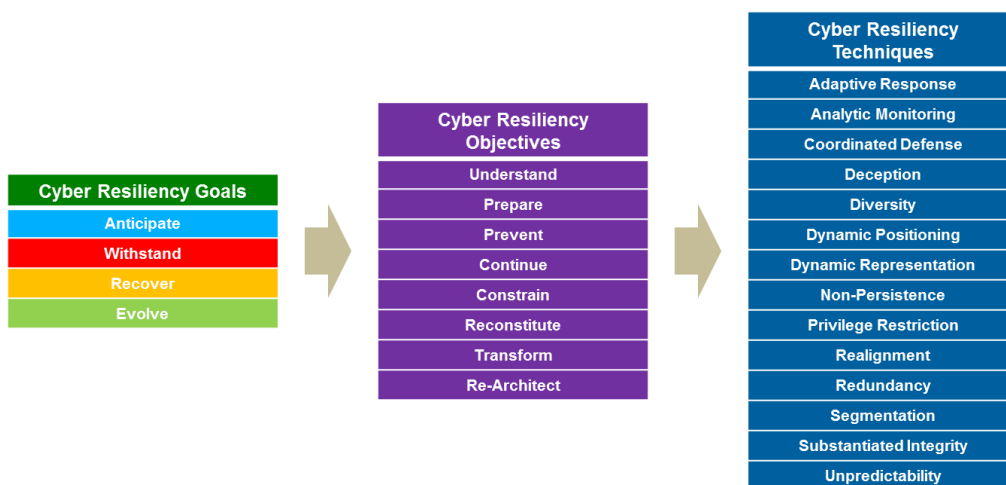 Cyber Resiliency Goals
Anticipate
Withstand
Recover
Evolve
Cyber Resiliency
Objectives
Understand
Prepare
Prevent
Continue
Constrain
Reconstitute
Transform
Re-Architect
Cyber Resiliency
Techniques
Adaptive Response
Analytic Monitoring
Coordinated Defense
Deception
Diversity
Dynamic Positioning
Dynamic Representation
Non-Persistence
Privilege Restriction
Realignment
Redundancy
Segmentation
Substantiated Integrity
Unpredictability